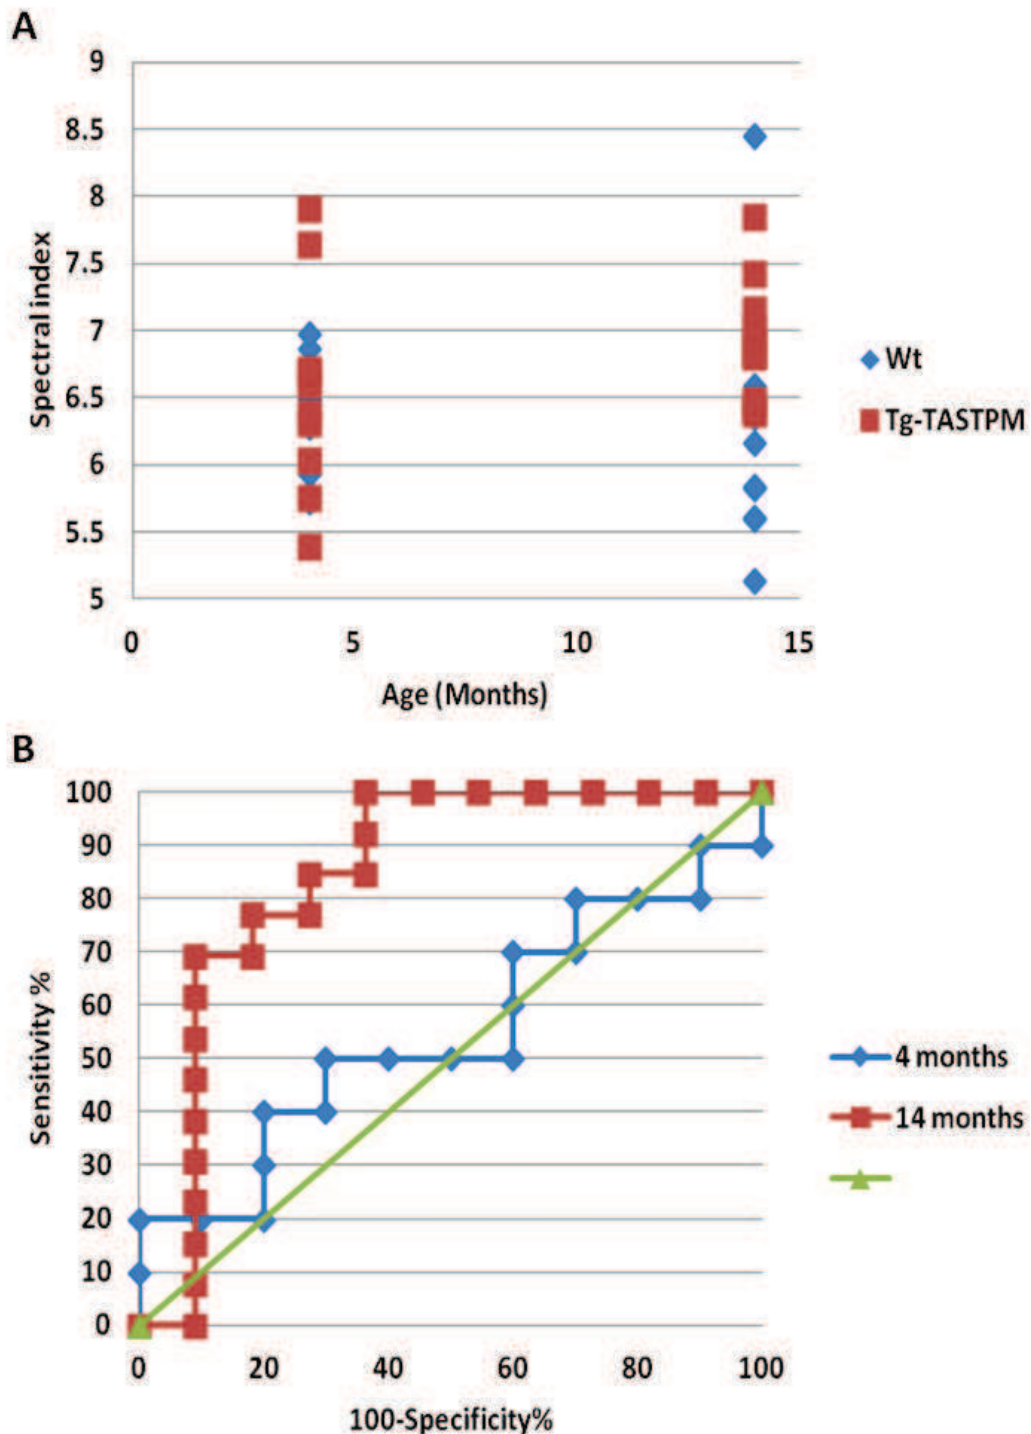 A
9
8.5
8
7.5
7
6.5
6
5.5
5
Spectral index
0 5 10 15
Age (Months)
Wt
Tg-TASTPM
B
100
90
80
70
60
50
40
30
20
10
0
Sensitivity %
0 20 40 60 80 100
100-Specificity%
4 months
14 months